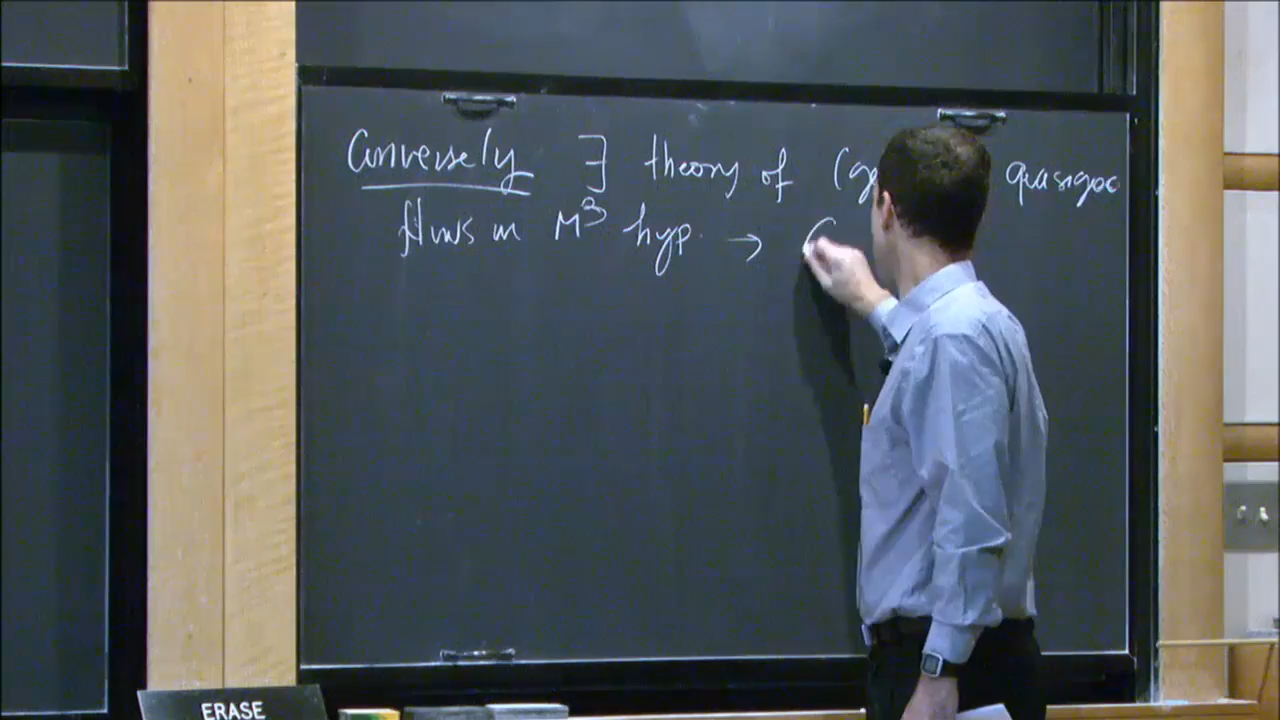 Conversely ∃ theory of quasigeo
flows in M³ hyp. →
ERASE